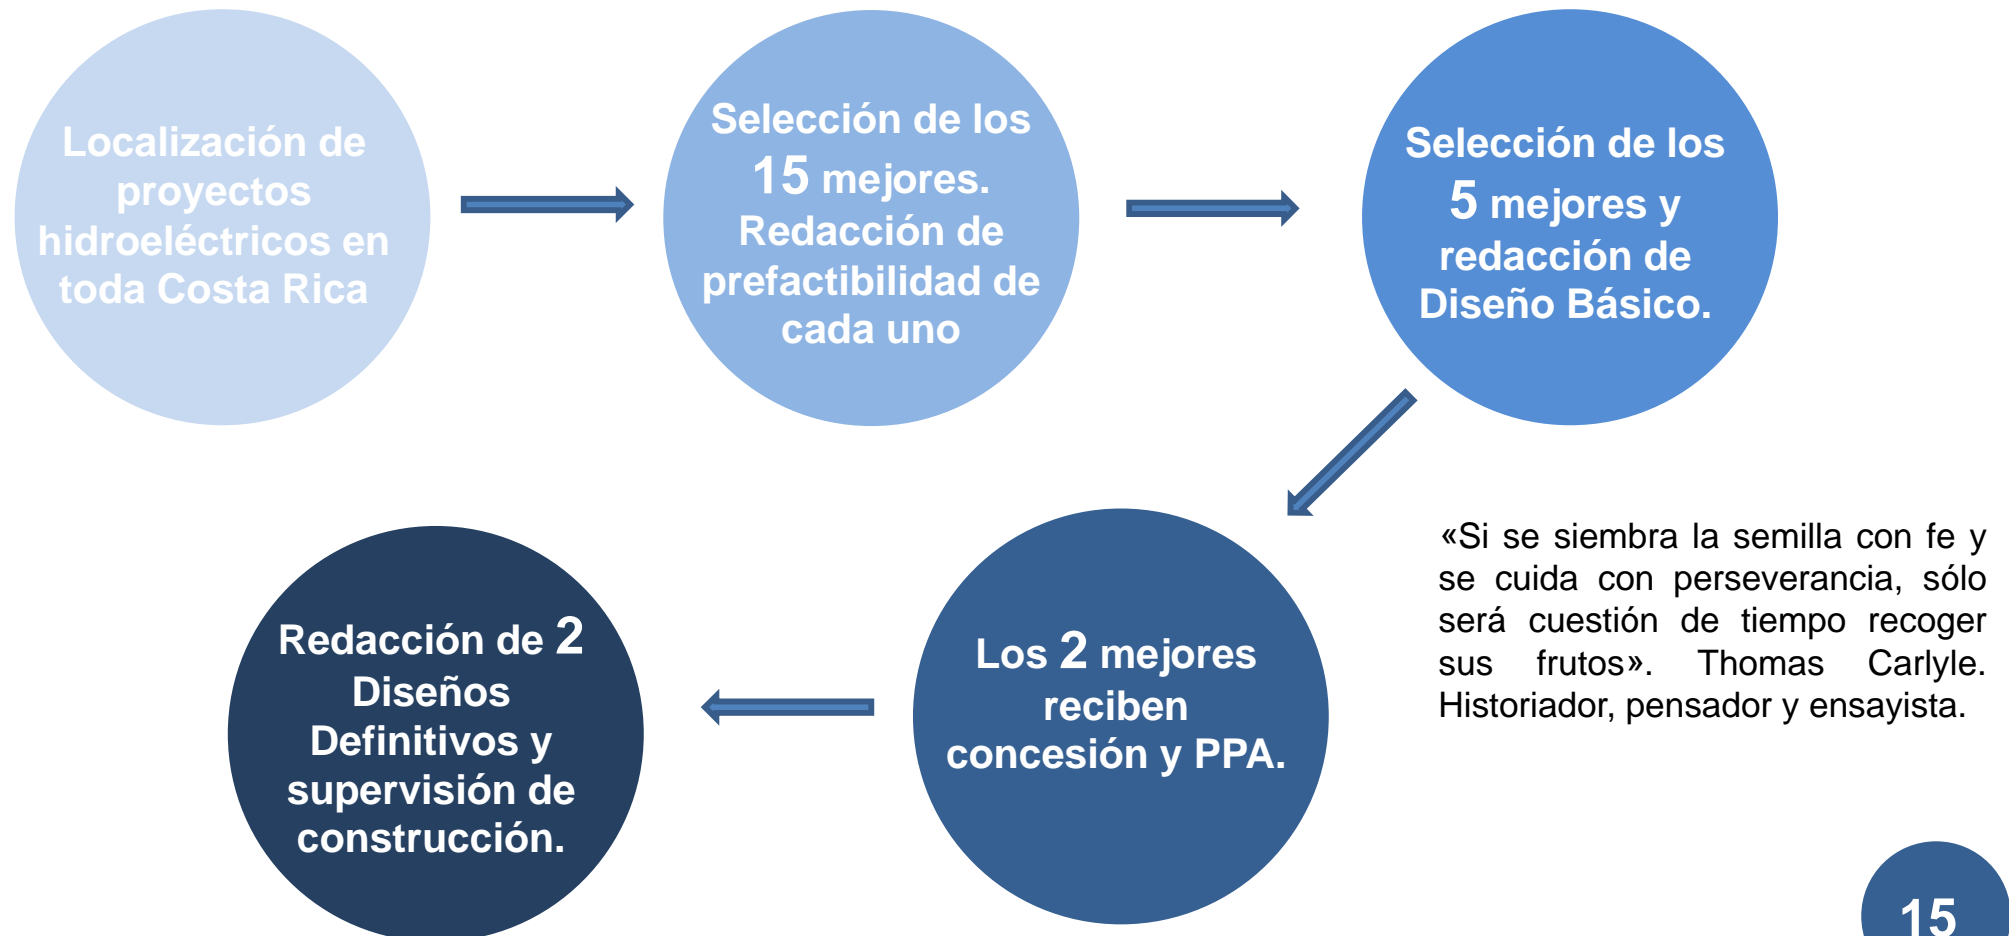 Localización de
proyectos
hidroeléctricos en
toda Costa Rica
Selección de los
15 mejores.
Redacción de
prefactibilidad de
cada uno
Selección de los
5 mejores y
redacción de
Diseño Básico.
Los 2 mejores
reciben
concesión y PPA.
Redacción de 2
Diseños
Definitivos y
supervisión de
construcción.
«Si se siembra la semilla con fe y
se cuida con perseverancia, sólo
será cuestión de tiempo recoger
sus frutos». Thomas Carlyle.
Historiador, pensador y ensayista.
15